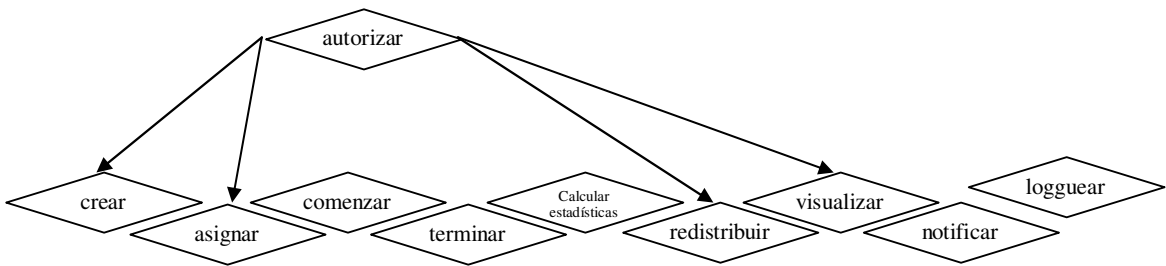 autorizar
crear
asignar
comenzar
terminar
Calcular
estadísticas
redistribuir
visualizar
notificar
logguear